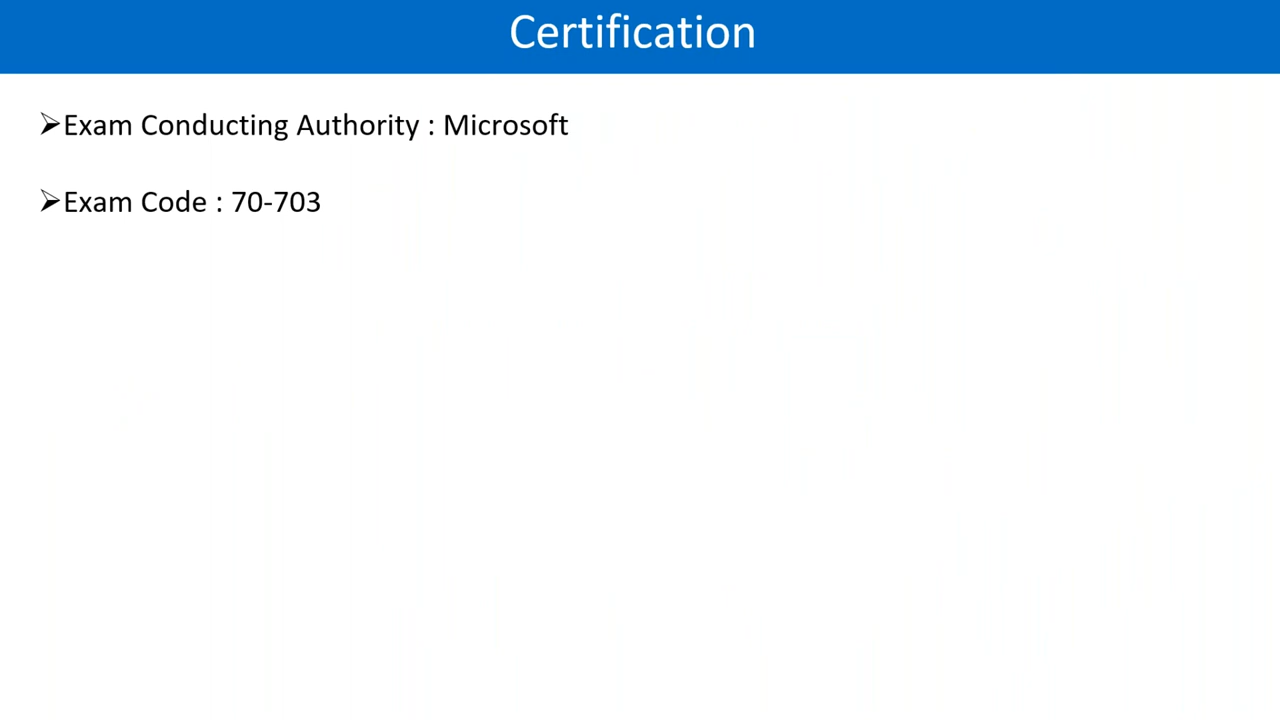 Certification
➢Exam Conducting Authority : Microsoft
➢Exam Code : 70-703